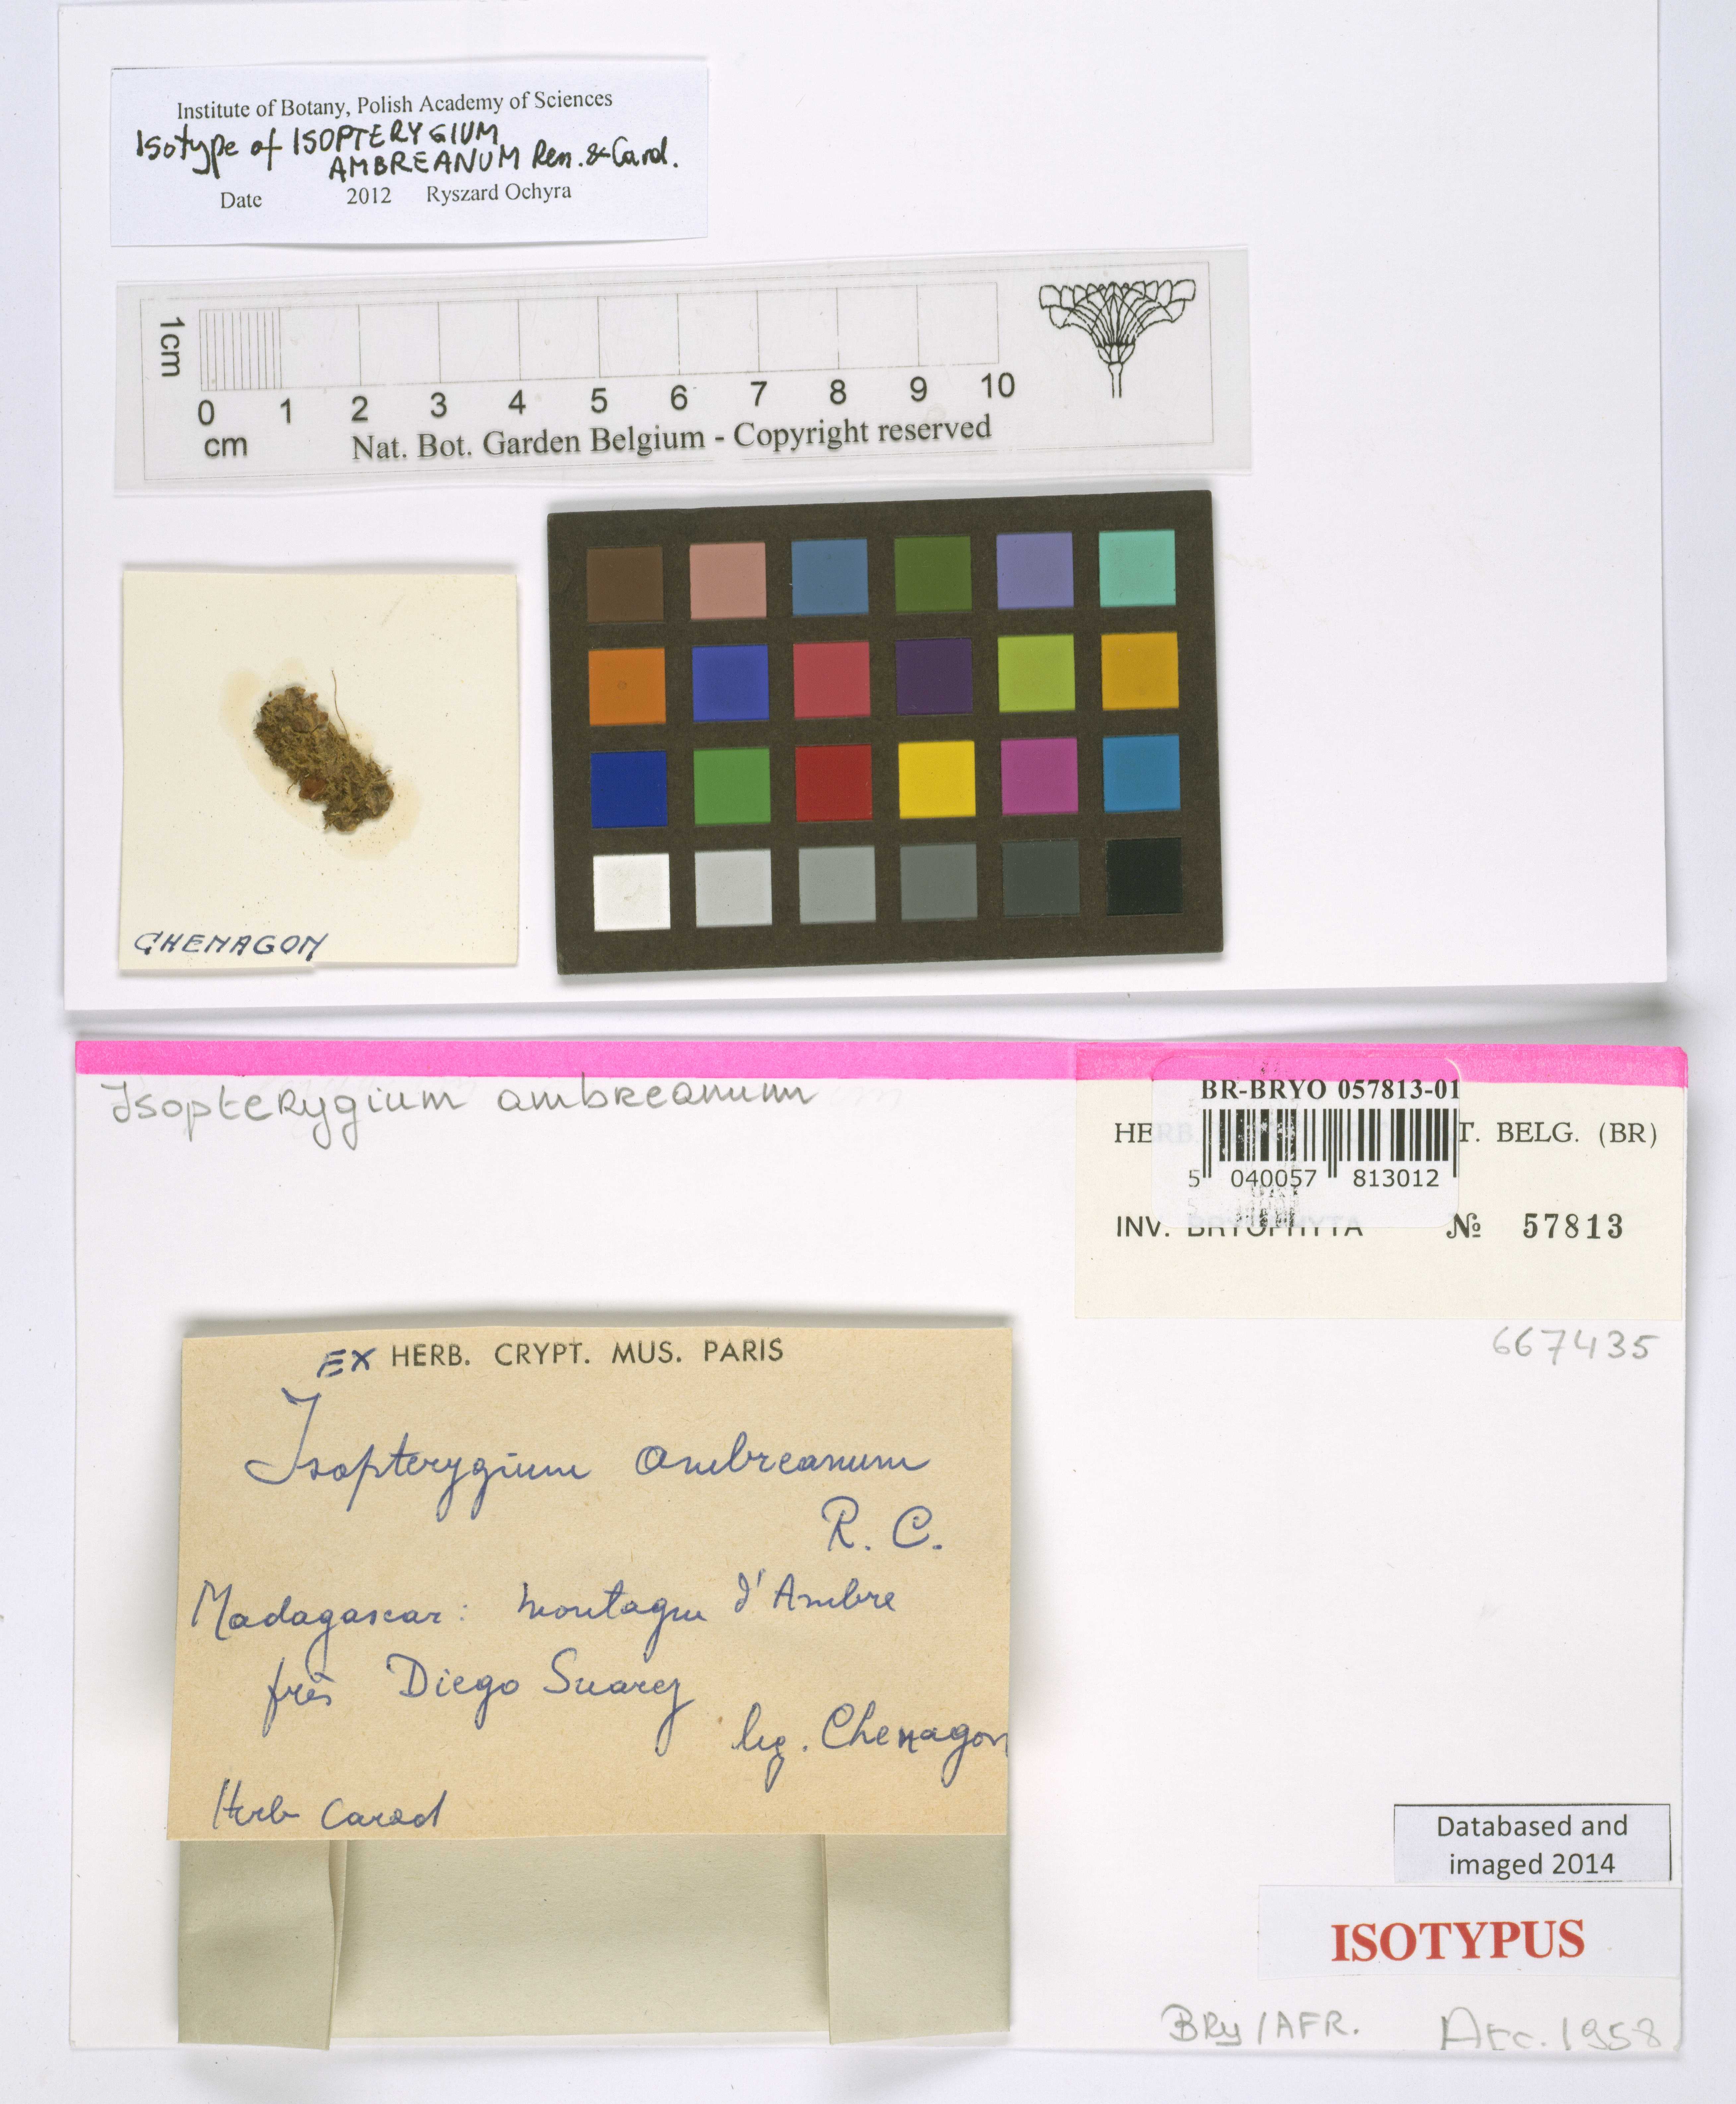 Institute of Botany, Polish Academy of Sciences
Isotype of ISOPTERYGIUM
AMBREANUM Ren. & Card.
Date 2012 Ryszard Ochyra
1cm
0 1 2 3 4 5 6 7 8 9 10
cm
Nat. Bot. Garden Belgium - Copyright reserved
CHENAGON
Isopterygium ambreanum
BR-BRYO 057813-01
T. BELG. (BR)
5 040057 813012
INV. BRYOPHYTA № 57813
667435
EX HERB. CRYPT. MUS. PARIS
Isopterygium ambreanum
R. C.
Madagascar: montagne d'Ambre
près Diego Suarez
leg. Chenagon
Herb Card
Databased and
imaged 2014
ISOTYPUS
BRY/AFR. Acc. 1958